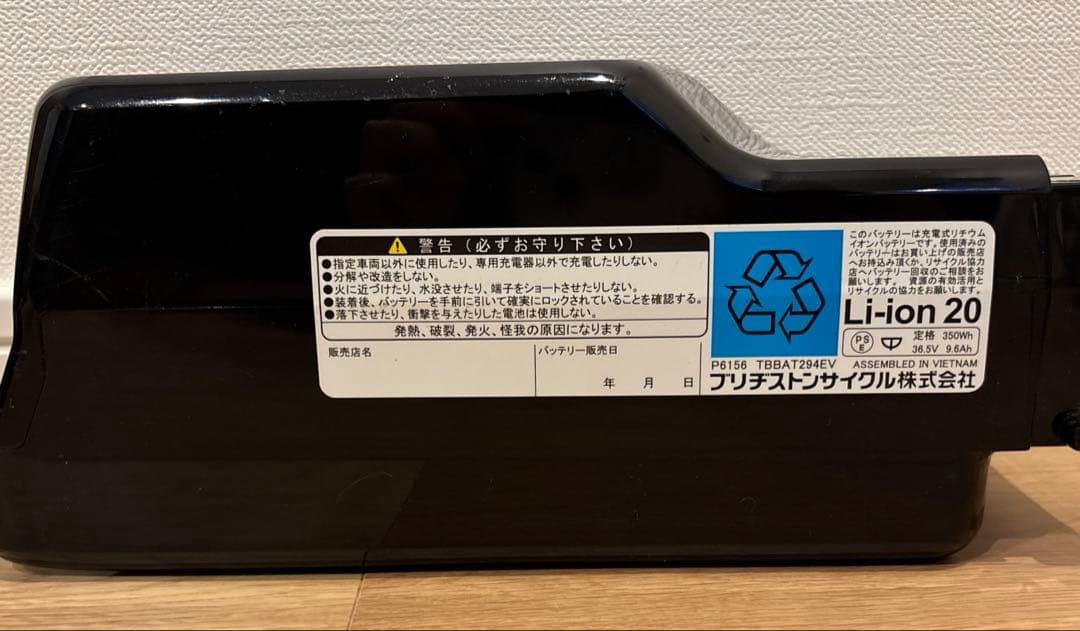 警告（必ずお守り下さい）
●指定車両以外に使用したり、専用充電器以外で充電したりしない。
●分解や改造をしない。
●火に近づけたり、水没させたり、端子をショートさせたりしない。
●装着後、バッテリーを手前に引いて確実にロックされていることを確認する。
●落下させたり、衝撃を与えたりした電池は使用しない。
発熱、破裂、発火、怪我の原因になります。
販売店名
バッテリー販売日
年 月 日
このバッテリーは充電式リチウム
イオンバッテリーです。使用済みの
バッテリーはお買い上げの販売店
へお持込み頂くか、リサイクル協力
店へバッテリー回収のご相談をお
願いします。 資源の有効活用と
リサイクルの協力をお願いします。
Li-ion 20
PS
E
定格 350Wh
36.5V 9.6Ah
P6156 TBBAT294EV ASSEMBLED IN VIETNAM
ブリヂストンサイクル株式会社